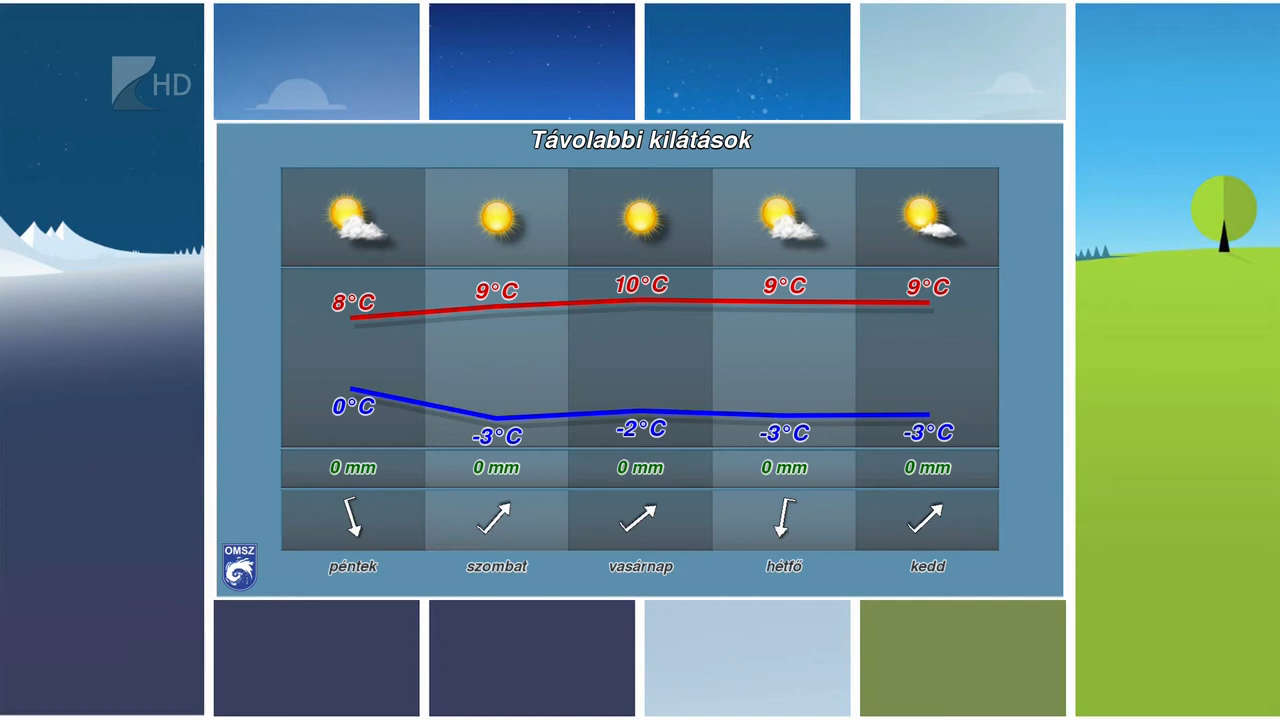 HD
Távolabbi kilátások
8°C 9°C 10°C 9°C 9°C
0°C -3°C -2°C -3°C -3°C
0 mm 0 mm 0 mm 0 mm 0 mm
OMSZ
péntek szombat vasárnap hétfő kedd